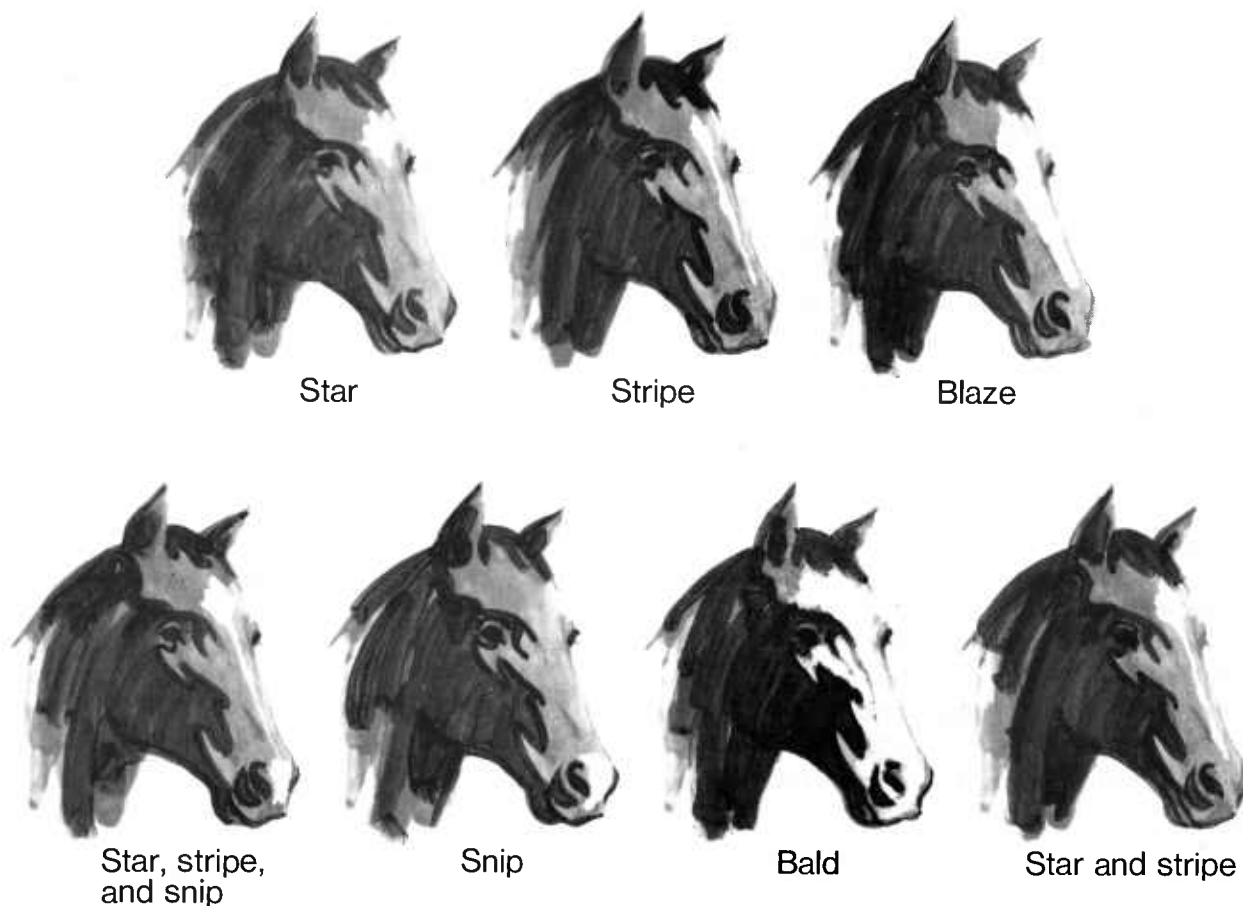 Star
Stripe
Blaze
Star, stripe,
and snip
Snip
Bald
Star and stripe